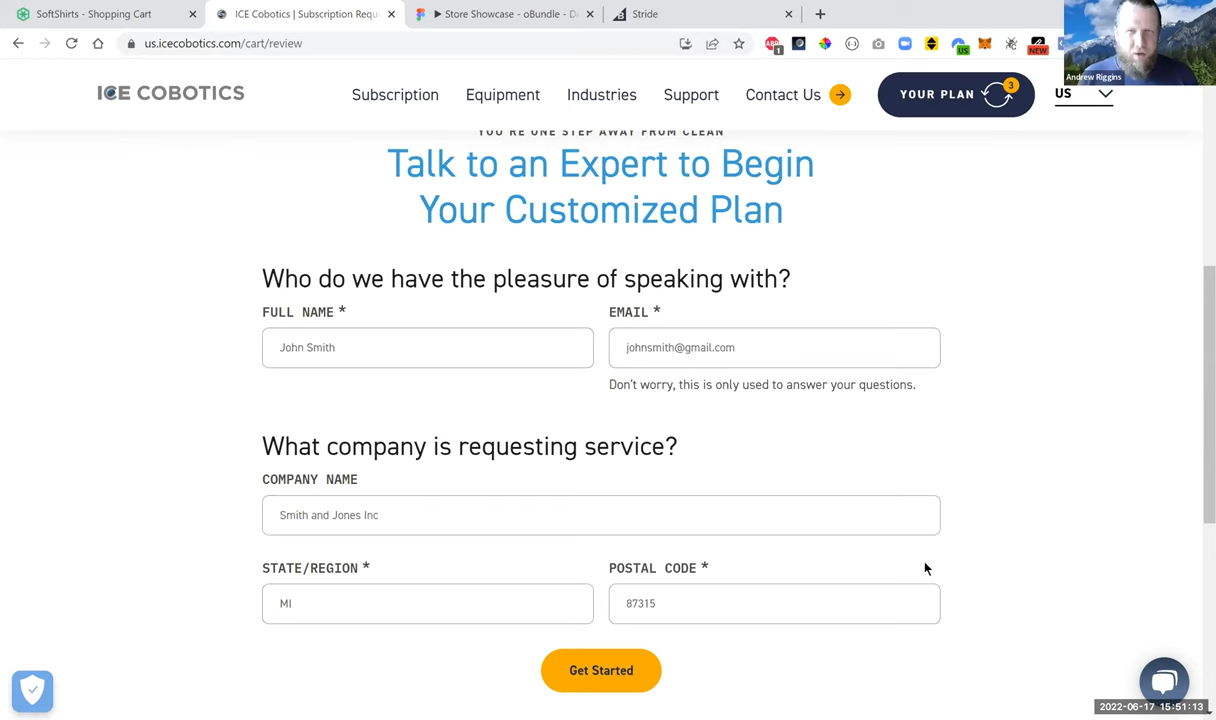 SoftShirts - Shopping Cart
ICE Cobotics | Subscription Requ
Store Showcase - oBundle - D
Stride
us.icecobotics.com/cart/review
ABP
1
US
NEW
Andrew Riggins
ICE COBOTICS
Subscription
Equipment
Industries
Support
Contact Us
YOUR PLAN
3
US
YOU'RE ONE STEP AWAY FROM CLEAN
Talk to an Expert to Begin
Your Customized Plan
Who do we have the pleasure of speaking with?
FULL NAME *
EMAIL *
John Smith
johnsmith@gmail.com
Don't worry, this is only used to answer your questions.
What company is requesting service?
COMPANY NAME
Smith and Jones Inc
STATE/REGION *
POSTAL CODE *
MI
87315
Get Started
2022-06-17 15:51:13